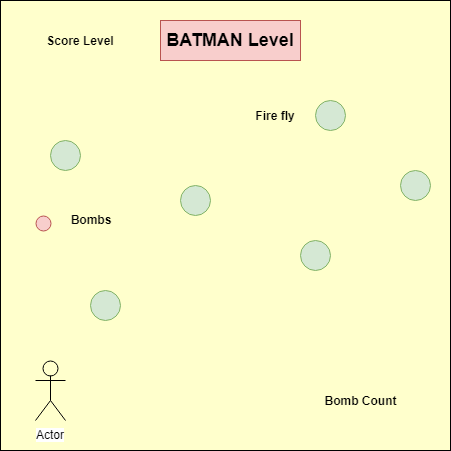 Score Level
BATMAN Level
Fire fly
Bombs
Bomb Count
Actor